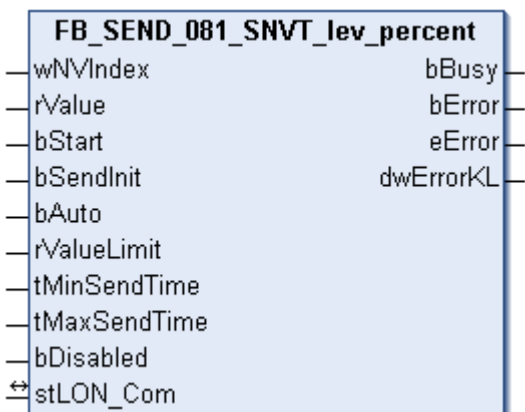 FB_SEND_081_SNVT_lev_percent
wNVIndex bBusy
rValue bError
bStart eError
bSendInit dwErrorKL
bAuto
rValueLimit
tMinSendTime
tMaxSendTime
bDisabled
stLON_Com